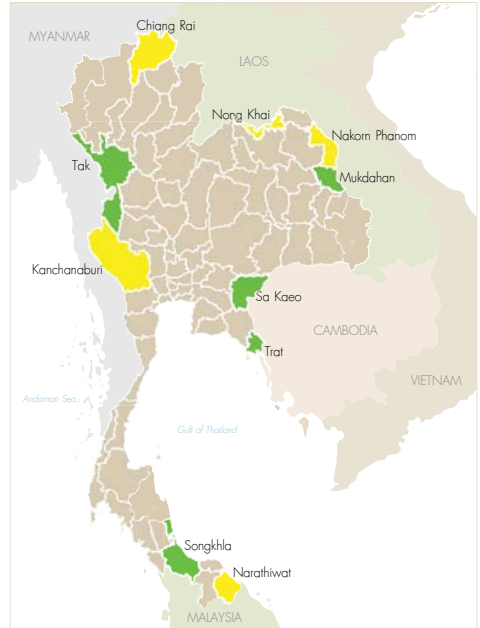 Chiang Rai
MYANMAR
LAOS
Nong Khai
Nakorn Phanom
Tak
Mukdahan
Kanchanaburi
Sa Kaeo
CAMBODIA
Trat
VIETNAM
Andaman Sea
Gulf of Thailand
Songkhla
Narathiwat
MALAYSIA